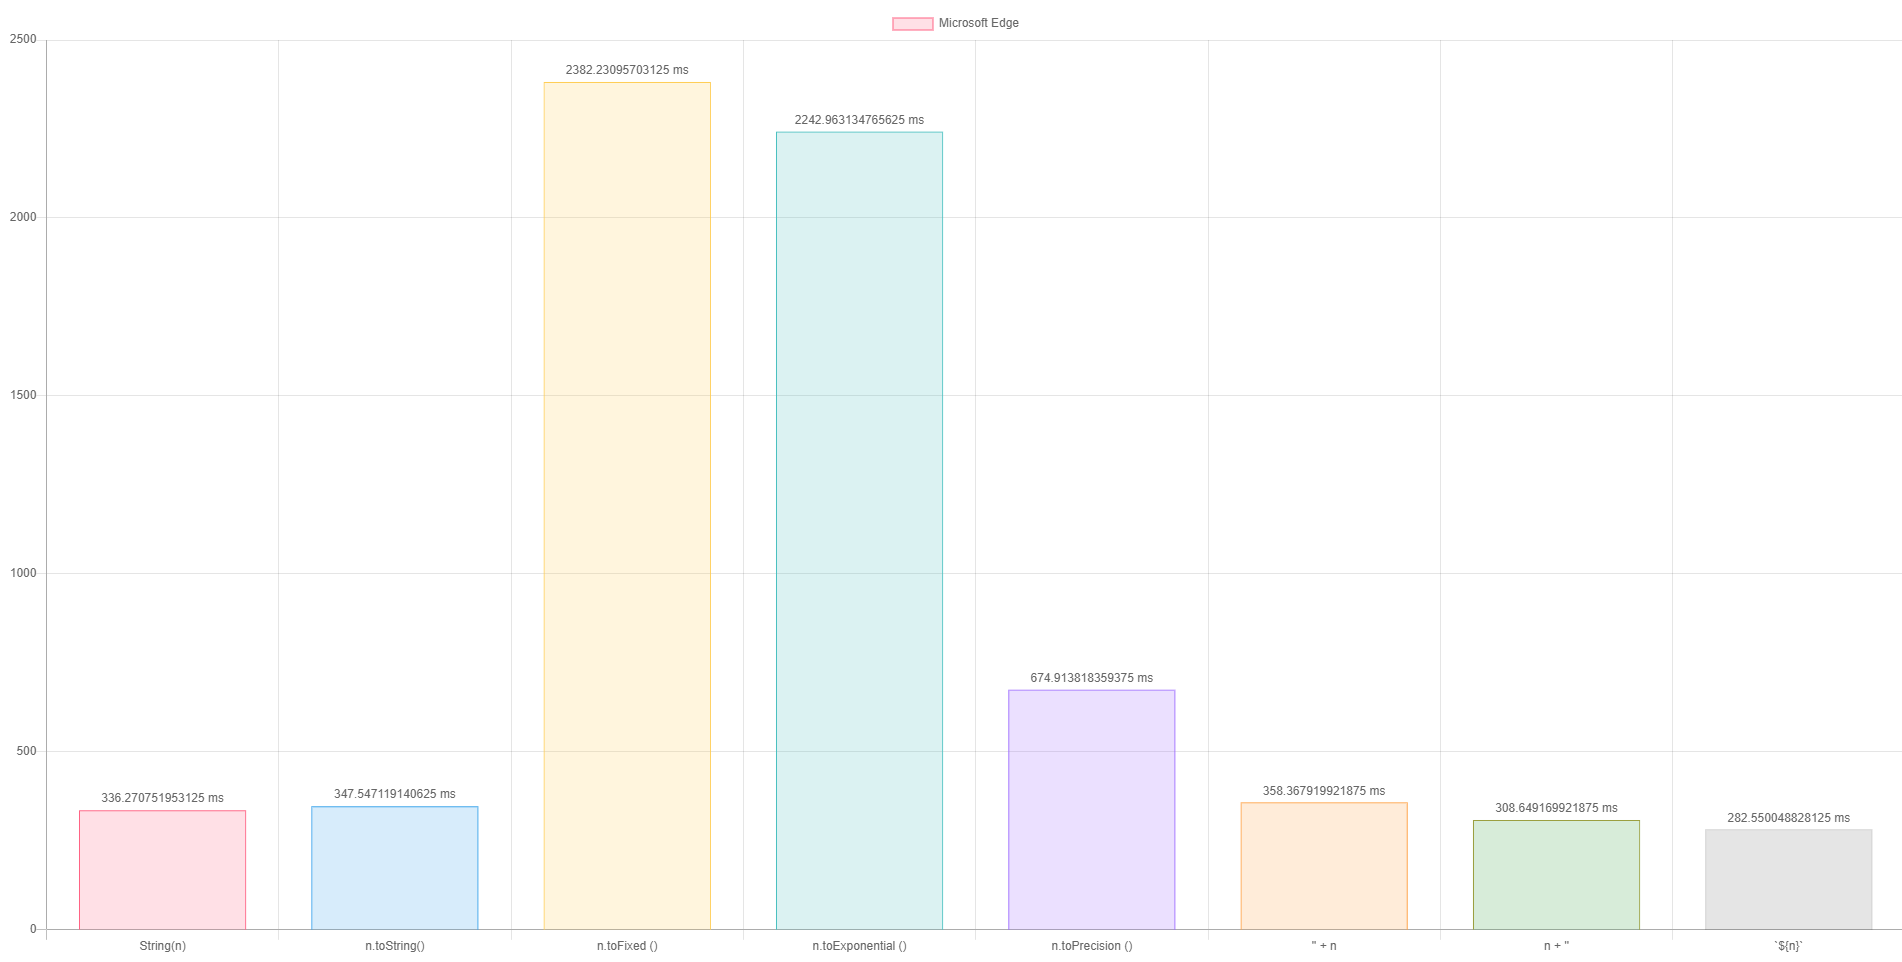 Microsoft Edge
2500
2382.23095703125 ms
2242.963134765625 ms
2000
1500
1000
674.913818359375 ms
500
336.270751953125 ms
347.547119140625 ms
358.367919921875 ms
308.649169921875 ms
282.550048828125 ms
0
String(n)
n.toString()
n.toFixed ()
n.toExponential ()
n.toPrecision ()
'' + n
n + ''
`${n}`